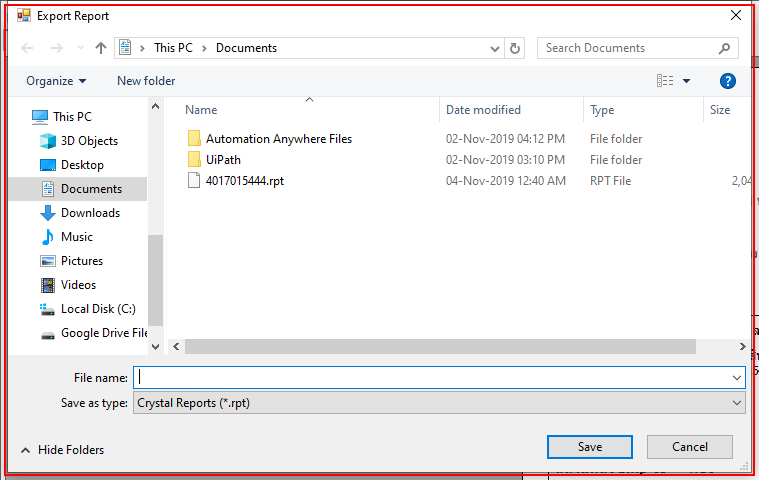 Export Report
This PC > Documents
Search Documents
Organize
New folder
Name Date modified Type Size
This PC
3D Objects
Desktop
Documents
Downloads
Music
Pictures
Videos
Local Disk (C:)
Google Drive File
Automation Anywhere Files 02-Nov-2019 04:12 PM File folder
UiPath 02-Nov-2019 03:10 PM File folder
4017015444.rpt 04-Nov-2019 12:40 AM RPT File 2,04
File name:
Save as type: Crystal Reports (*.rpt)
Hide Folders
Save
Cancel